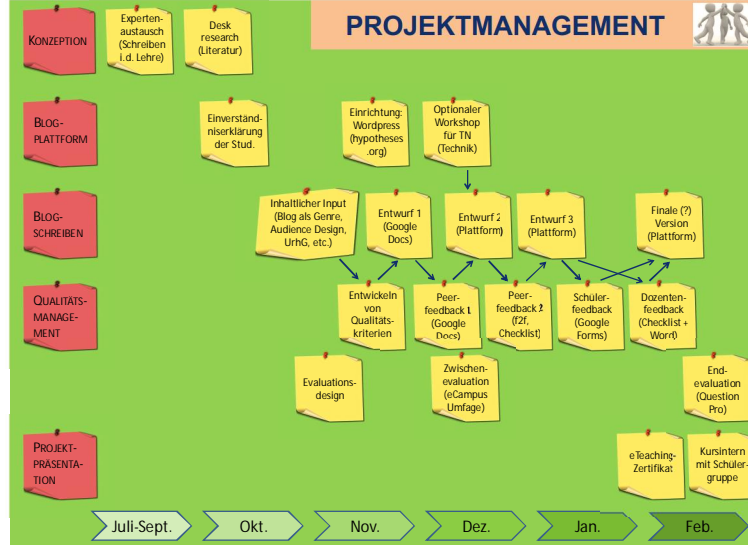 PROJEKTMANAGEMENT
KONZEPTION
Experten-
austausch
(Schreiben
i.d. Lehre)
Desk
research
(Literatur)
BLOG-
PLATTFORM
Einverständ-
niserklärung
der Stud.
Einrichtung:
Wordpress
(hypotheses
.org)
Optionaler
Workshop
für TN
(Technik)
BLOG-
SCHREIBEN
Inhaltlicher Input
(Blog als Genre,
Audience Design,
UrhG, etc.)
Entwurf 1
(Google
Docs)
Entwurf 2
(Plattform)
Entwurf 3
(Plattform)
Finale (?)
Version
(Plattform)
QUALITÄTS-
MANAGE-
MENT
Entwickeln
von
Qualitäts-
kriterien
Peer-
feedback 1
(Google
Docs)
Peer-
feedback 2
(f2f,
Checklist)
Schüler-
feedback
(Google
Forms)
Dozenten-
feedback
(Checklist +
Word)
Evaluations-
design
Zwischen-
evaluation
(eCampus
Umfage)
End-
evaluation
(Question
Pro)
PROJEKT-
PRÄSENTA-
TION
eTeaching-
Zertifikat
Kursintern
mit Schüler-
gruppe
Juli-Sept.
Okt.
Nov.
Dez.
Jan.
Feb.